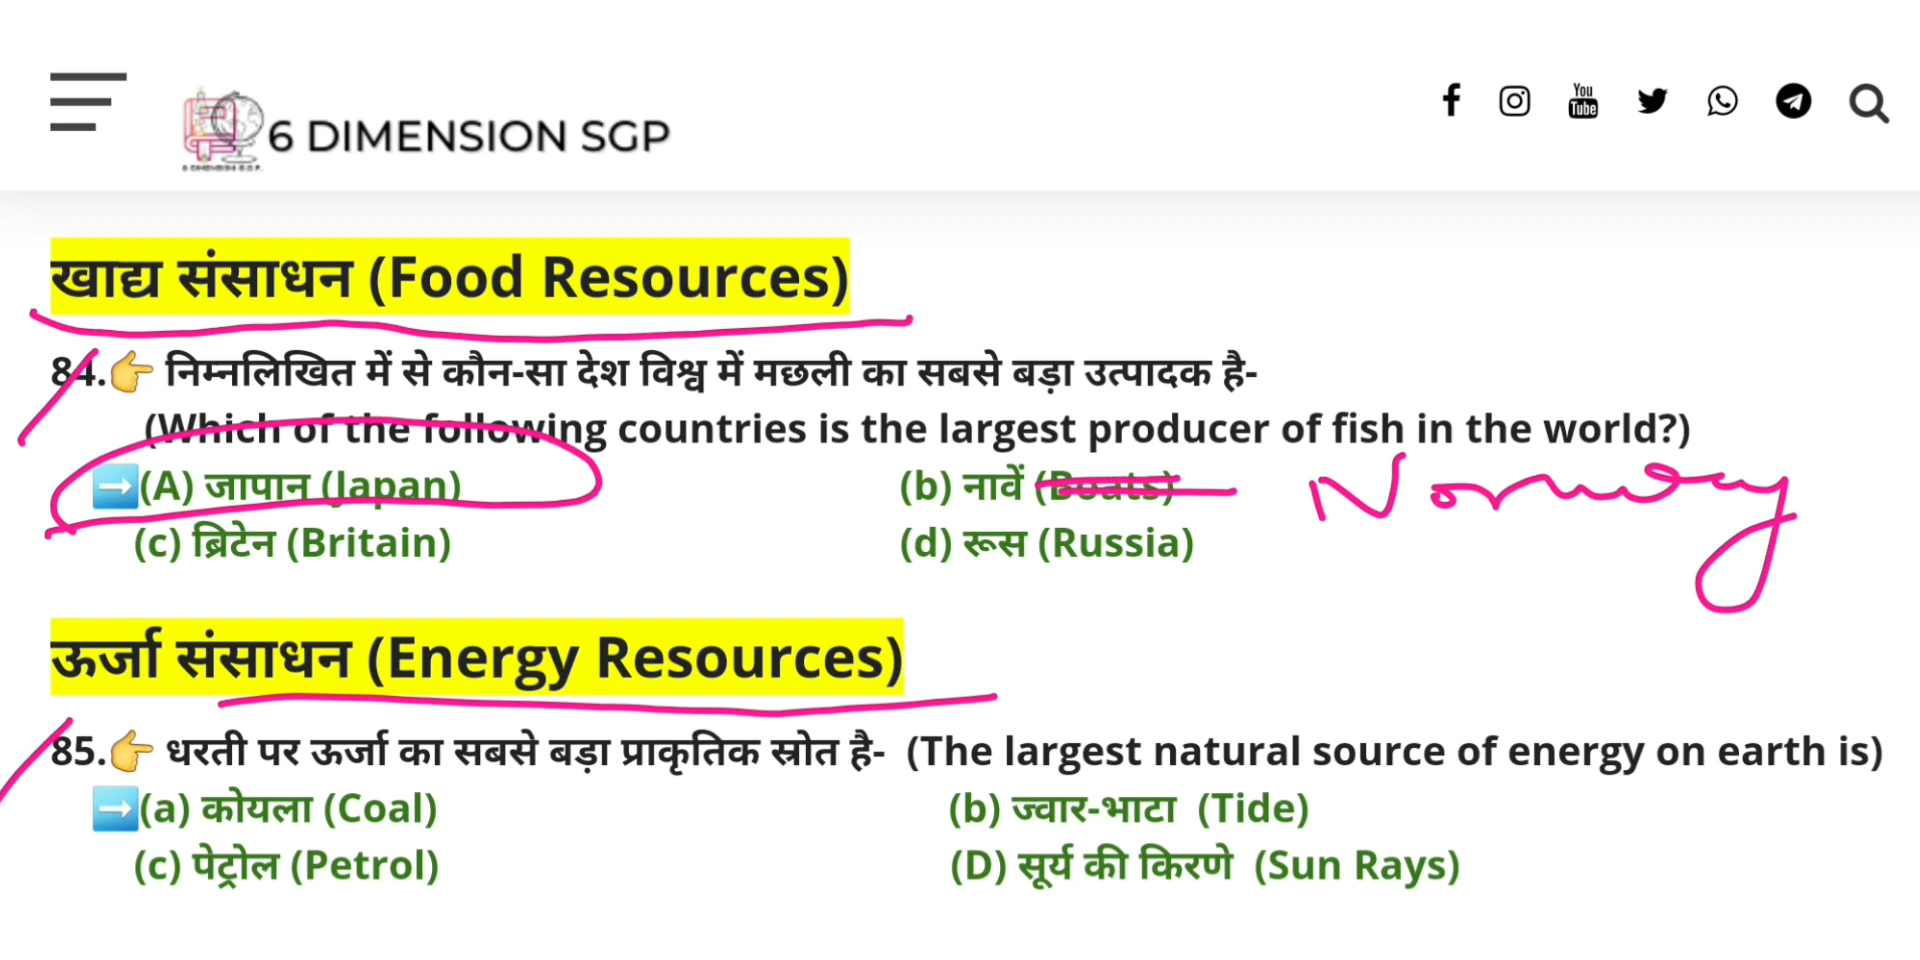 6 DIMENSION SGP
You
Tube
खाद्य संसाधन (Food Resources)
84.👉 निम्नलिखित में से कौन-सा देश विश्व में मछली का सबसे बड़ा उत्पादक है-
(Which of the following countries is the largest producer of fish in the world?)
➡(A) जापान (Japan) (b) नावें (Boats) Norway
(c) ब्रिटेन (Britain) (d) रूस (Russia)
ऊर्जा संसाधन (Energy Resources)
85.👉 धरती पर ऊर्जा का सबसे बड़ा प्राकृतिक स्रोत है- (The largest natural source of energy on earth is)
➡(a) कोयला (Coal) (b) ज्वार-भाटा (Tide)
(c) पेट्रोल (Petrol) (D) सूर्य की किरणे (Sun Rays)